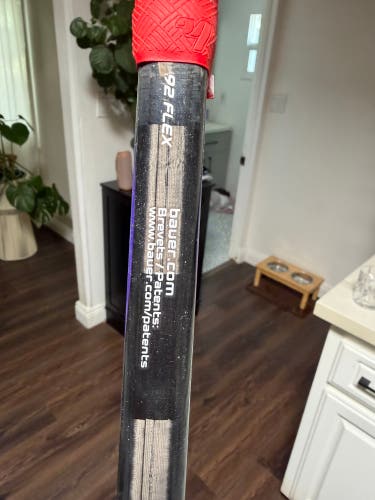 92 FLEX
bauer.com
Brevets / Patents:
www.bauer.com/patents